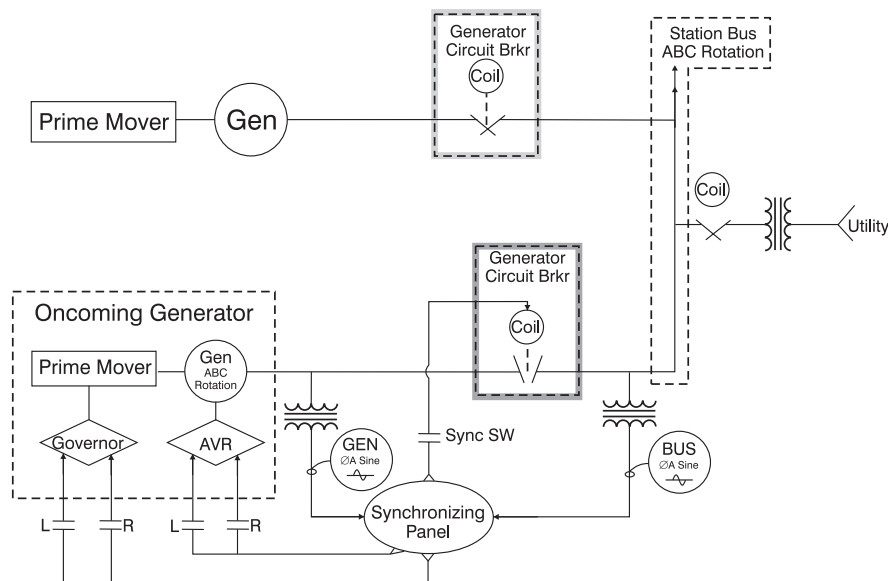 Generator
Circuit Brkr
Coil
Station Bus
ABC Rotation
Prime Mover
Gen
Coil
Utility
Generator
Circuit Brkr
Coil
Oncoming Generator
Prime Mover
Gen
ABC
Rotation
Governor
AVR
Sync SW
GEN
ØA Sine
BUS
ØA Sine
L
R
L
R
Synchronizing
Panel